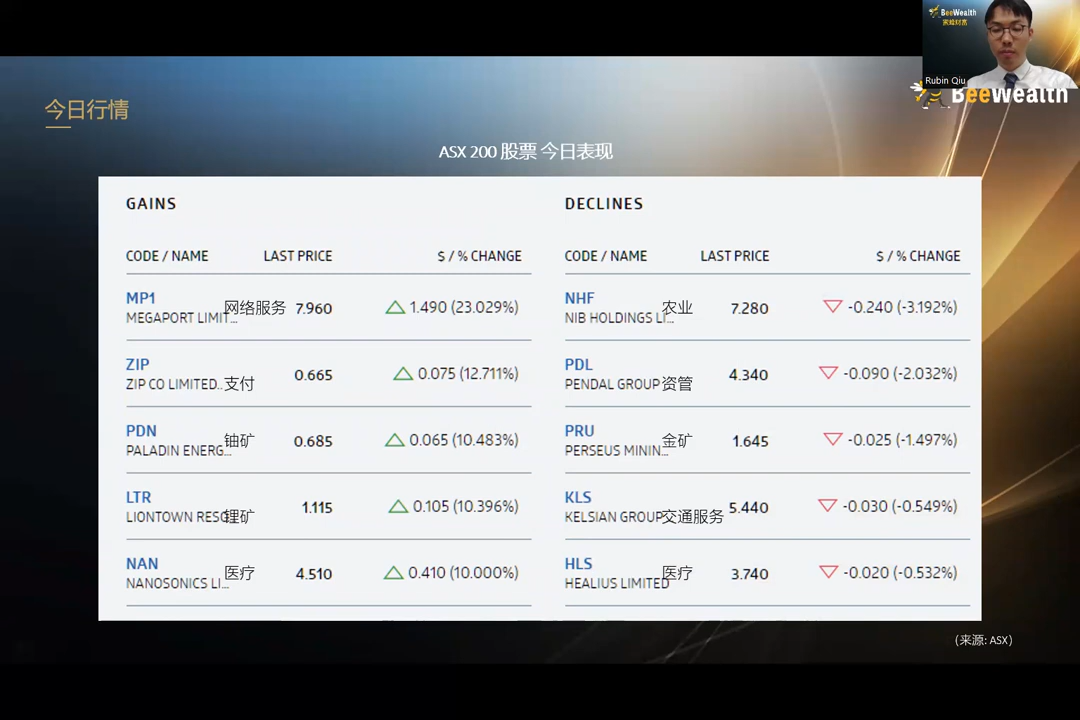 BeeWealth
蜜蜂财富
Rubin Qiu
BeeWealth
今日行情
ASX 200 股票 今日表现
GAINS
CODE / NAME LAST PRICE $ / % CHANGE
MP1
MEGAPORT LIMIT... 网络服务 7.960 1.490 (23.029%)
ZIP
ZIP CO LIMITED.. 支付 0.665 0.075 (12.711%)
PDN
PALADIN ENERG... 铀矿 0.685 0.065 (10.483%)
LTR
LIONTOWN RESO 锂矿 1.115 0.105 (10.396%)
NAN
NANOSONICS LI... 医疗 4.510 0.410 (10.000%)
DECLINES
CODE / NAME LAST PRICE $ / % CHANGE
NHF
NIB HOLDINGS LI... 农业 7.280 -0.240 (-3.192%)
PDL
PENDAL GROUP 资管 4.340 -0.090 (-2.032%)
PRU
PERSEUS MININ... 金矿 1.645 -0.025 (-1.497%)
KLS
KELSIAN GROUP 交通服务 5.440 -0.030 (-0.549%)
HLS
HEALIUS LIMITED 医疗 3.740 -0.020 (-0.532%)
(来源: ASX)